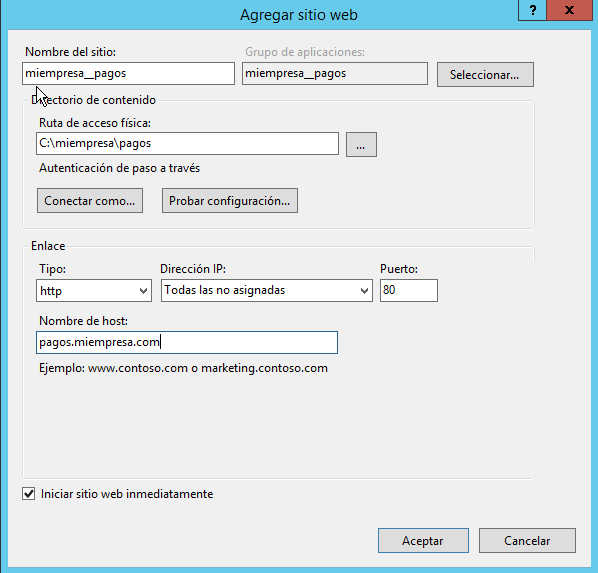 Agregar sitio web
? x
Nombre del sitio:
Grupo de aplicaciones:
miempresa__pagos
miempresa__pagos
Seleccionar...
Directorio de contenido
Ruta de acceso física:
C:\miempresa\pagos
...
Autenticación de paso a través
Conectar como...
Probar configuración...
Enlace
Tipo:
Dirección IP:
Puerto:
http
Todas las no asignadas
80
Nombre de host:
pagos.miempresa.com
Ejemplo: www.contoso.com o marketing.contoso.com
Iniciar sitio web inmediatamente
Aceptar
Cancelar